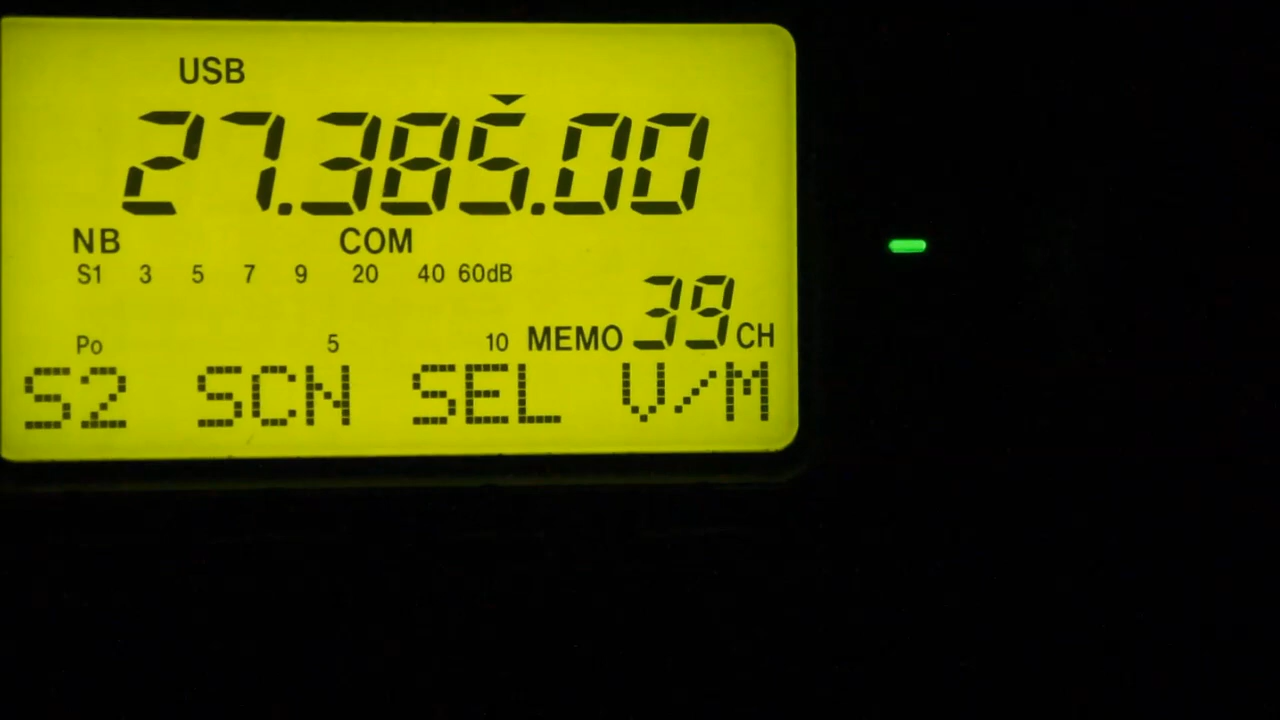 USB
27.385.00
NB COM
S1 3 5 7 9 20 40 60dB
39
Po 5 10 MEMO CH
S2 SCN SEL V/M